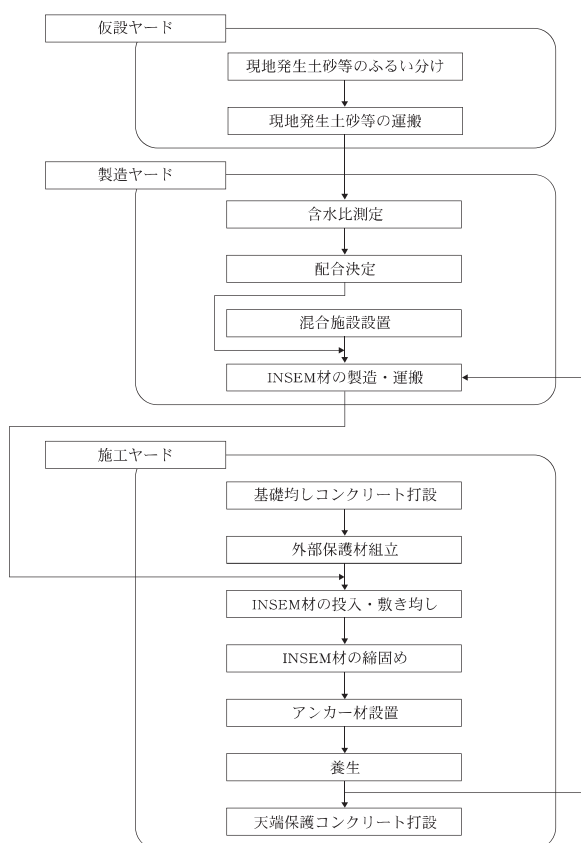 仮設ヤード
現地発生土砂等のふるい分け
現地発生土砂等の運搬
製造ヤード
含水比測定
配合決定
混合施設設置
INSEM材の製造・運搬
施工ヤード
基礎均しコンクリート打設
外部保護材組立
INSEM材の投入・敷き均し
INSEM材の締固め
アンカー材設置
養生
天端保護コンクリート打設